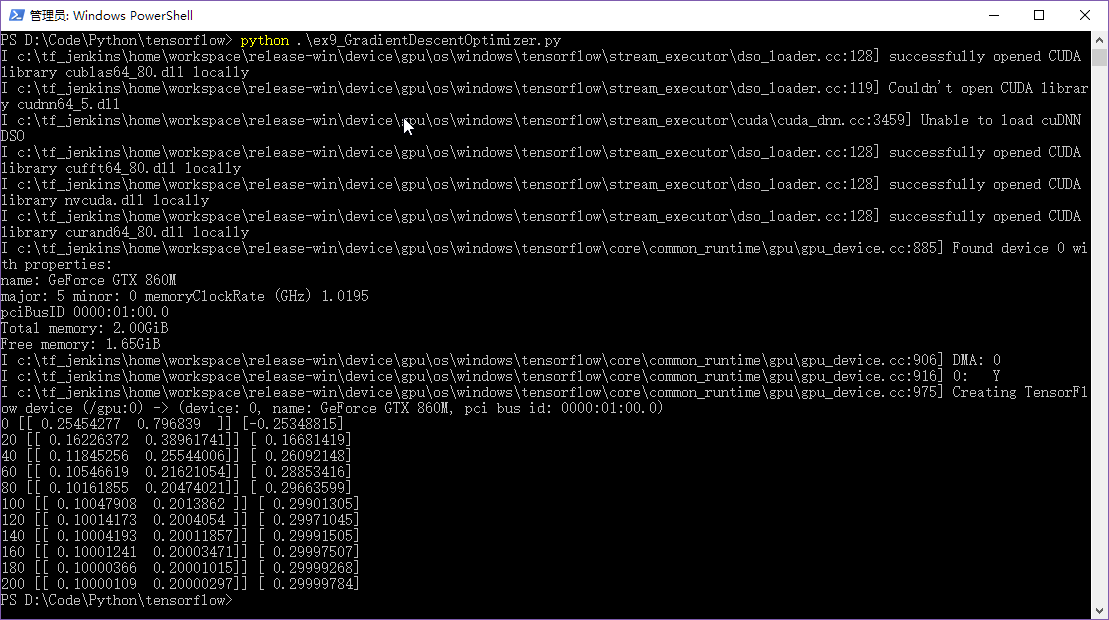 管理员: Windows PowerShell
PS D:\Code\Python\tensorflow> python .\ex9_GradientDescentOptimizer.py
I c:\tf_jenkins\home\workspace\release-win\device\gpu\os\windows\tensorflow\stream_executor\dso_loader.cc:128] successfully opened CUDA
library cublas64_80.dll locally
I c:\tf_jenkins\home\workspace\release-win\device\gpu\os\windows\tensorflow\stream_executor\dso_loader.cc:119] Couldn't open CUDA librar
y cudnn64_5.dll
I c:\tf_jenkins\home\workspace\release-win\device\gpu\os\windows\tensorflow\stream_executor\cuda\cuda_dnn.cc:3459] Unable to load cuDNN
DSO
I c:\tf_jenkins\home\workspace\release-win\device\gpu\os\windows\tensorflow\stream_executor\dso_loader.cc:128] successfully opened CUDA
library cufft64_80.dll locally
I c:\tf_jenkins\home\workspace\release-win\device\gpu\os\windows\tensorflow\stream_executor\dso_loader.cc:128] successfully opened CUDA
library nvcuda.dll locally
I c:\tf_jenkins\home\workspace\release-win\device\gpu\os\windows\tensorflow\stream_executor\dso_loader.cc:128] successfully opened CUDA
library curand64_80.dll locally
I c:\tf_jenkins\home\workspace\release-win\device\gpu\os\windows\tensorflow\core\common_runtime\gpu\gpu_device.cc:885] Found device 0 wi
th properties:
name: GeForce GTX 860M
major: 5 minor: 0 memoryClockRate (GHz) 1.0195
pciBusID 0000:01:00.0
Total memory: 2.00GiB
Free memory: 1.65GiB
I c:\tf_jenkins\home\workspace\release-win\device\gpu\os\windows\tensorflow\core\common_runtime\gpu\gpu_device.cc:906] DMA: 0
I c:\tf_jenkins\home\workspace\release-win\device\gpu\os\windows\tensorflow\core\common_runtime\gpu\gpu_device.cc:916] 0:   Y
I c:\tf_jenkins\home\workspace\release-win\device\gpu\os\windows\tensorflow\core\common_runtime\gpu\gpu_device.cc:975] Creating TensorFl
ow device (/gpu:0) -> (device: 0, name: GeForce GTX 860M, pci bus id: 0000:01:00.0)
0 [[ 0.25454277  0.796839  ]] [-0.25348815]
20 [[ 0.16226372  0.38961741]] [ 0.16681419]
40 [[ 0.11845256  0.25544006]] [ 0.26092148]
60 [[ 0.10546619  0.21621054]] [ 0.28853416]
80 [[ 0.10161855  0.20474021]] [ 0.29663599]
100 [[ 0.10047908  0.2013862 ]] [ 0.29901305]
120 [[ 0.10014173  0.2004054 ]] [ 0.29971045]
140 [[ 0.10004193  0.20011857]] [ 0.29991505]
160 [[ 0.10001241  0.20003471]] [ 0.29997507]
180 [[ 0.10000366  0.20001015]] [ 0.29999268]
200 [[ 0.10000109  0.20000297]] [ 0.29999784]
PS D:\Code\Python\tensorflow>